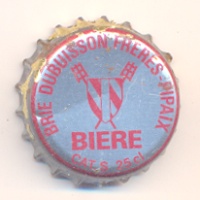 BRIE DUBUISSON FRERES-PIPAIX
BIERE
CAT. S. 25 cl.